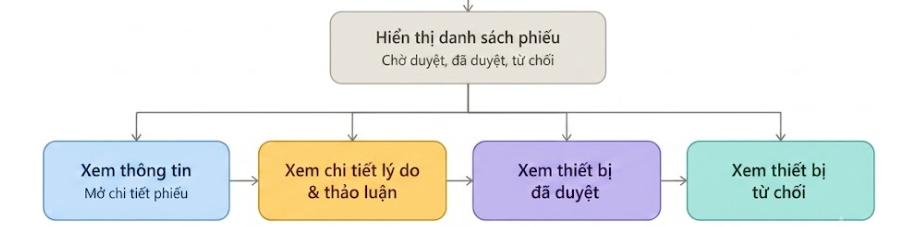 Hiển thị danh sách phiếu
Chờ duyệt, đã duyệt, từ chối
Xem thông tin
Mở chi tiết phiếu
Xem chi tiết lý do
& thảo luận
Xem thiết bị
đã duyệt
Xem thiết bị
từ chối